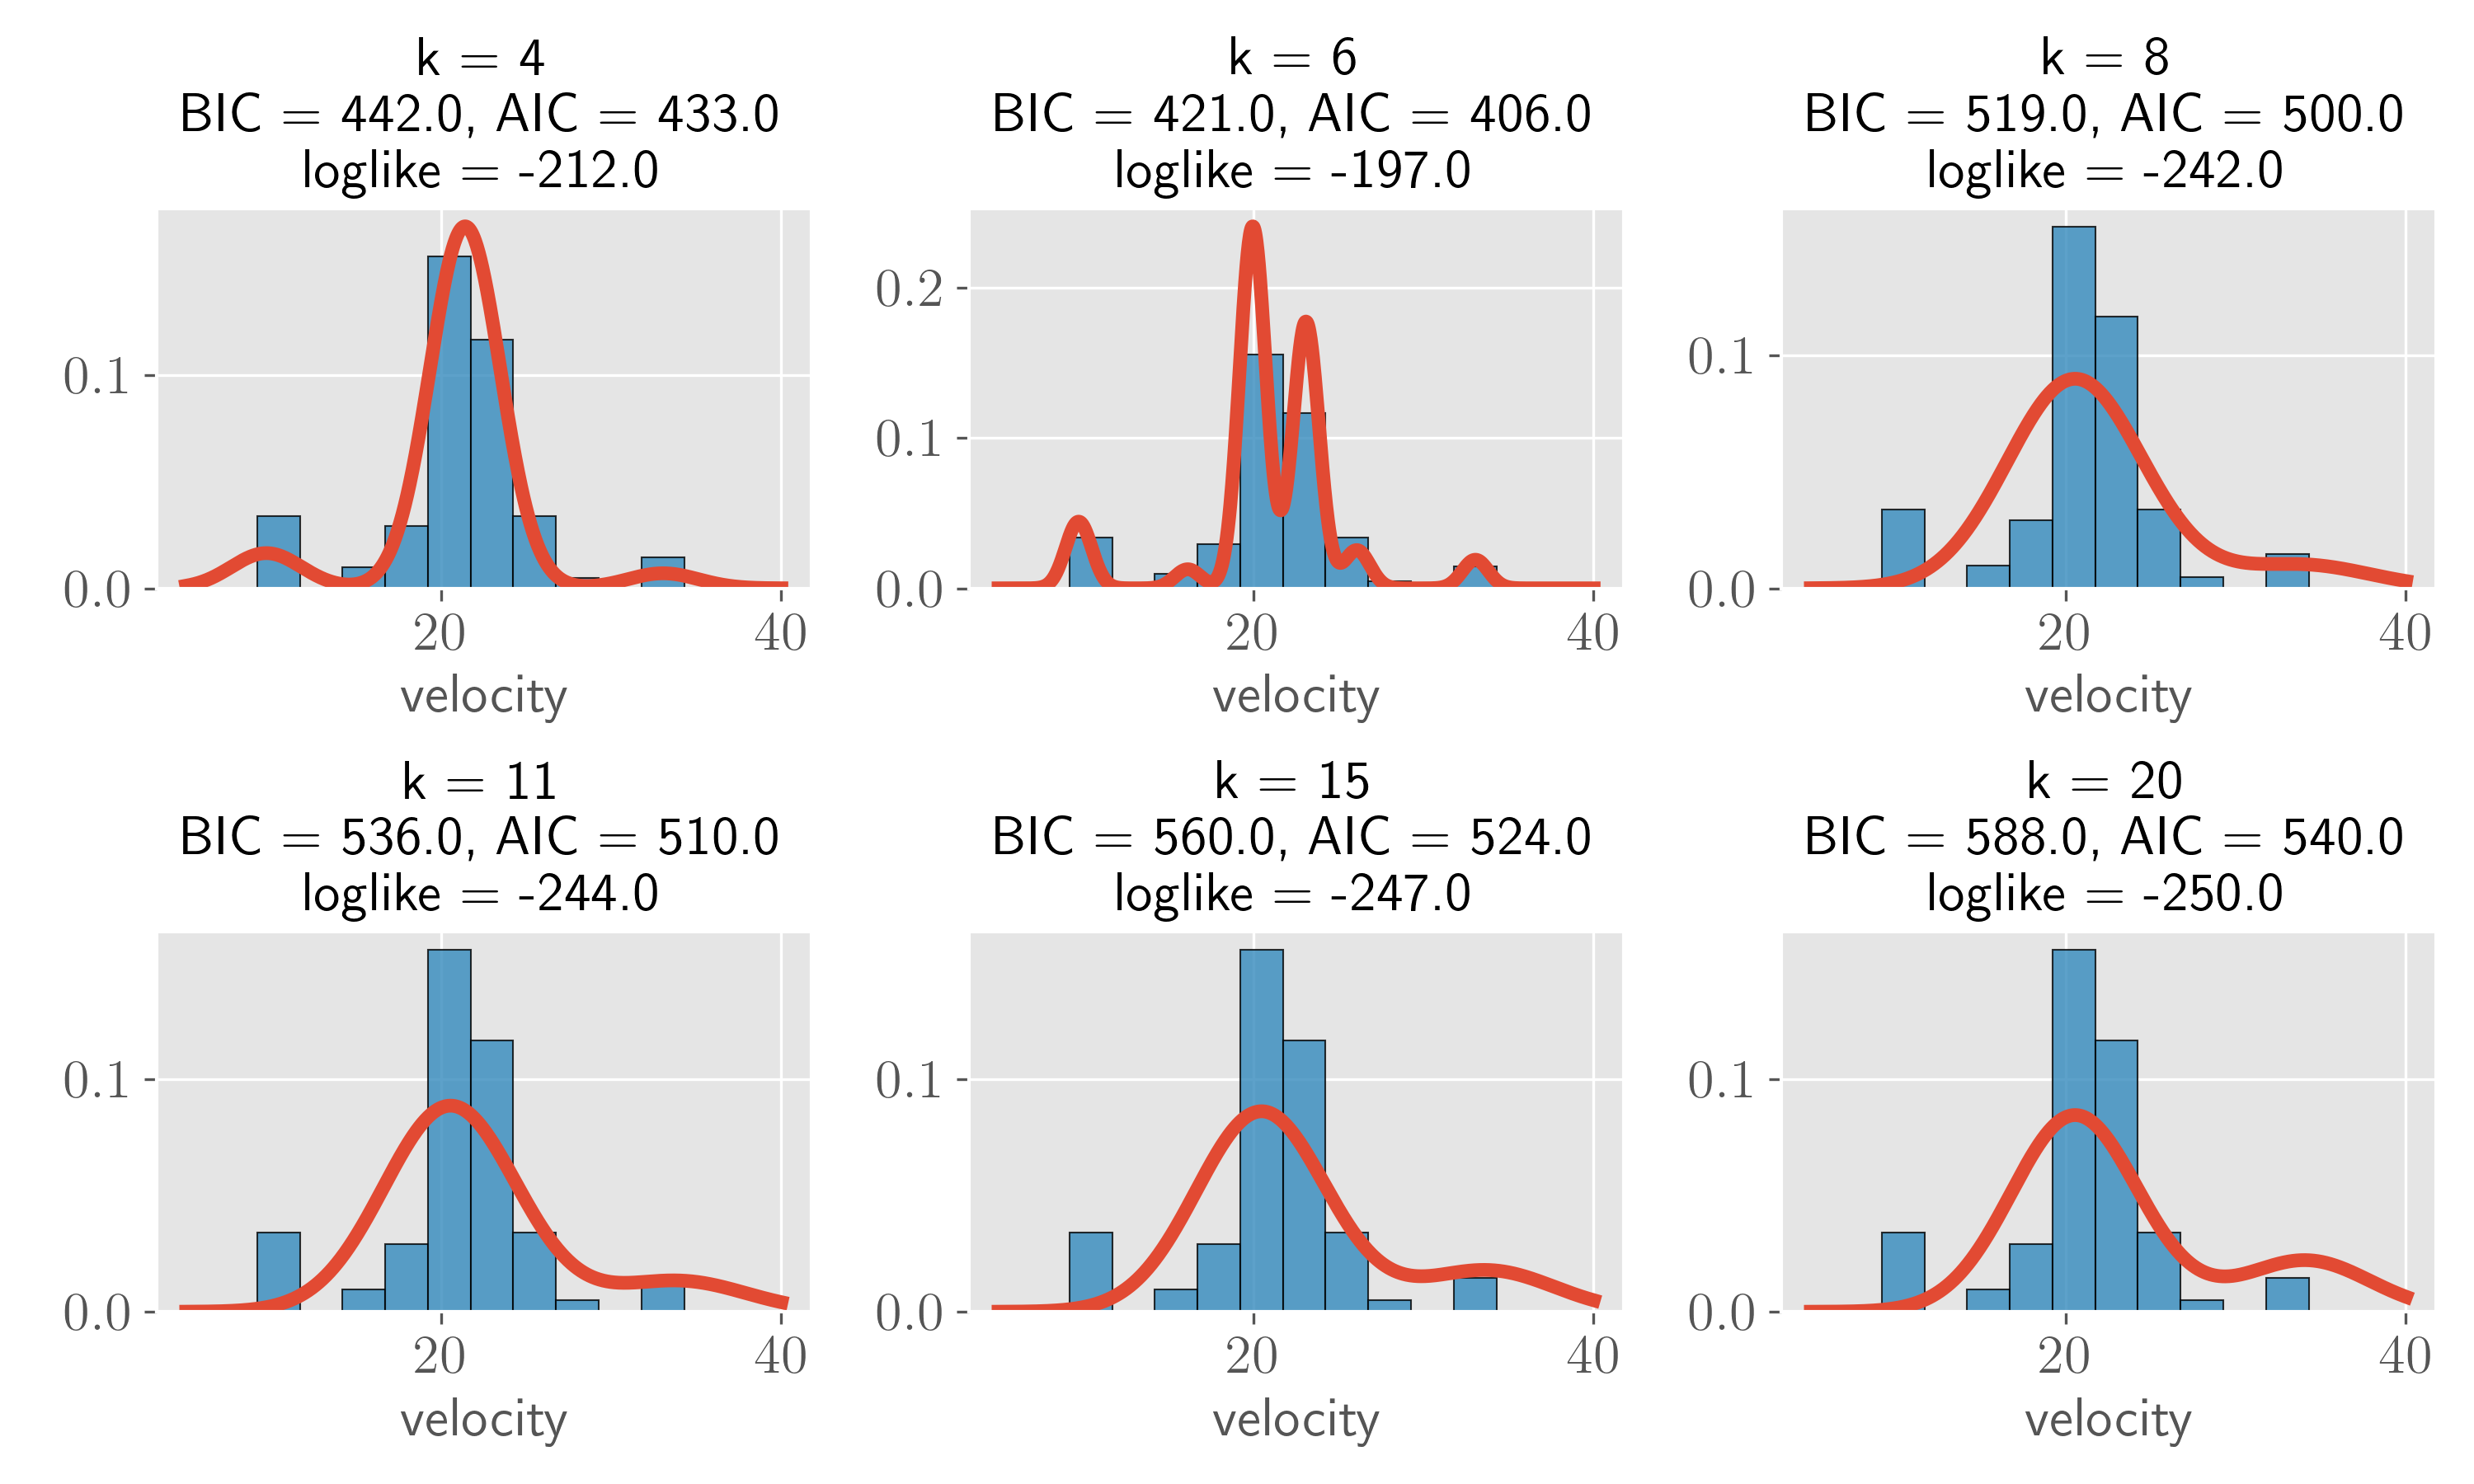 k = 4
BIC = 442.0, AIC = 433.0
loglike = -212.0
0.1
0.0
20
40
velocity
k = 6
BIC = 421.0, AIC = 406.0
loglike = -197.0
0.2
0.1
0.0
20
40
velocity
k = 8
BIC = 519.0, AIC = 500.0
loglike = -242.0
0.1
0.0
20
40
velocity
k = 11
BIC = 536.0, AIC = 510.0
loglike = -244.0
0.1
0.0
20
40
velocity
k = 15
BIC = 560.0, AIC = 524.0
loglike = -247.0
0.1
0.0
20
40
velocity
k = 20
BIC = 588.0, AIC = 540.0
loglike = -250.0
0.1
0.0
20
40
velocity